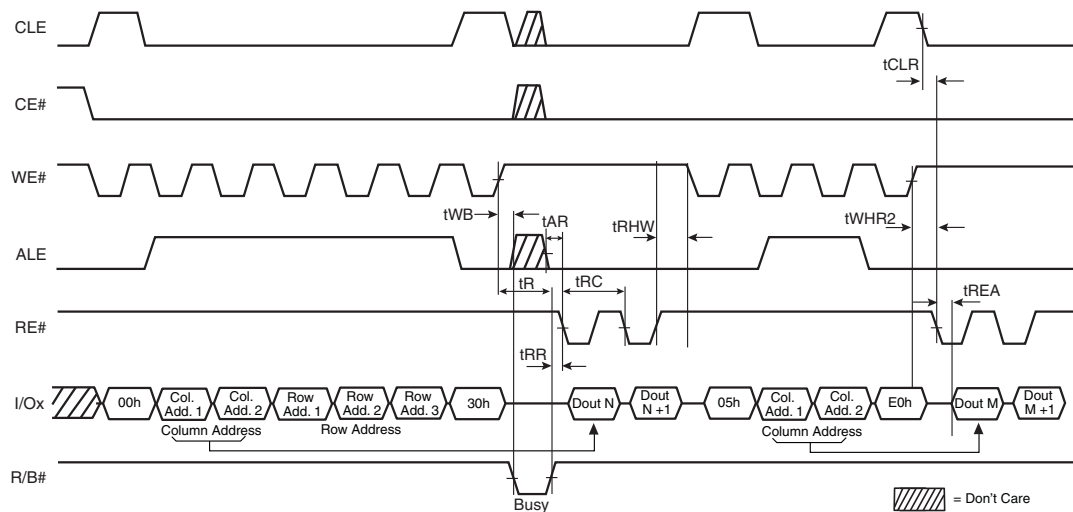 CLE
tCLR
CE#
WE#
tWB
tAR
tRHW
tWHR2
ALE
tR
tRC
tREA
RE#
tRR
I/Ox
00h
Col. Add. 1
Col. Add. 2
Row Add. 1
Row Add. 2
Row Add. 3
30h
Dout N
Dout N +1
05h
Col. Add. 1
Col. Add. 2
E0h
Dout M
Dout M +1
Column Address
Row Address
Column Address
R/B#
Busy
= Don't Care